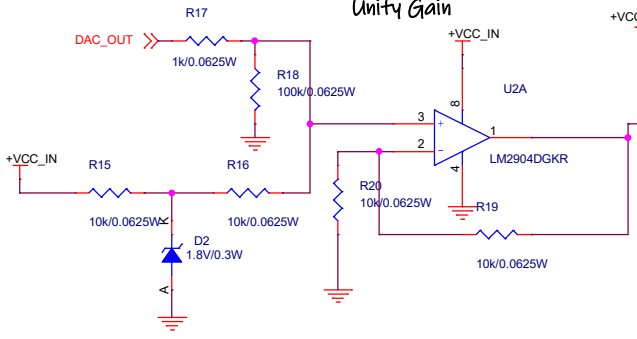 Unity Gain
R17
+VCC
DAC_OUT
+VCC_IN
1k/0.0625W
R18
100k/0.0625W
U2A
8
3
+
1
2
-
LM2904DGKR
4
+VCC_IN
R15
R16
R20
10k/0.0625W
R19
10k/0.0625W
10k/0.0625W
K
D2
1.8V/0.3W
10k/0.0625W
A